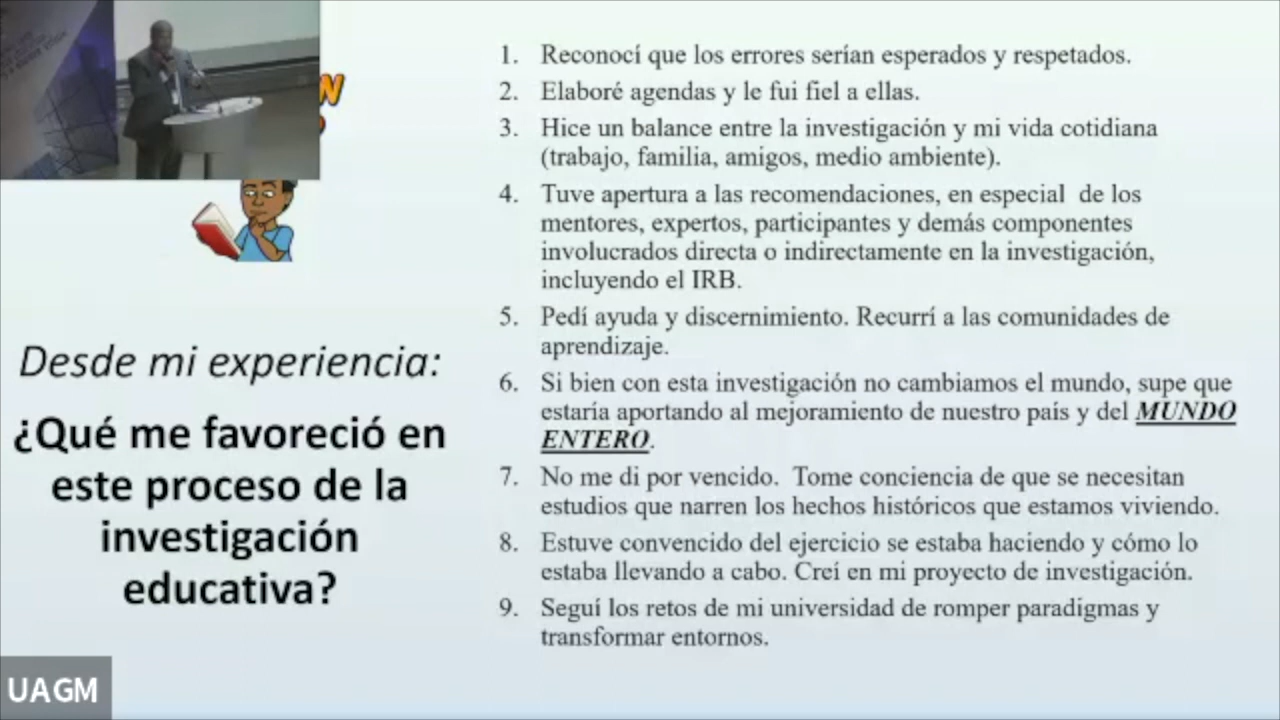 Desde mi experiencia:
¿Qué me favoreció en
este proceso de la
investigación
educativa?
1. Reconocí que los errores serían esperados y respetados.
2. Elaboré agendas y le fui fiel a ellas.
3. Hice un balance entre la investigación y mi vida cotidiana
(trabajo, familia, amigos, medio ambiente).
4. Tuve apertura a las recomendaciones, en especial de los
mentores, expertos, participantes y demás componentes
involucrados directa o indirectamente en la investigación,
incluyendo el IRB.
5. Pedí ayuda y discernimiento. Recurrí a las comunidades de
aprendizaje.
6. Si bien con esta investigación no cambiamos el mundo, supe que
estaría aportando al mejoramiento de nuestro país y del MUNDO
ENTERO.
7. No me di por vencido. Tome conciencia de que se necesitan
estudios que narren los hechos históricos que estamos viviendo.
8. Estuve convencido del ejercicio se estaba haciendo y cómo lo
estaba llevando a cabo. Creí en mi proyecto de investigación.
9. Seguí los retos de mi universidad de romper paradigmas y
transformar entornos.
UAGM